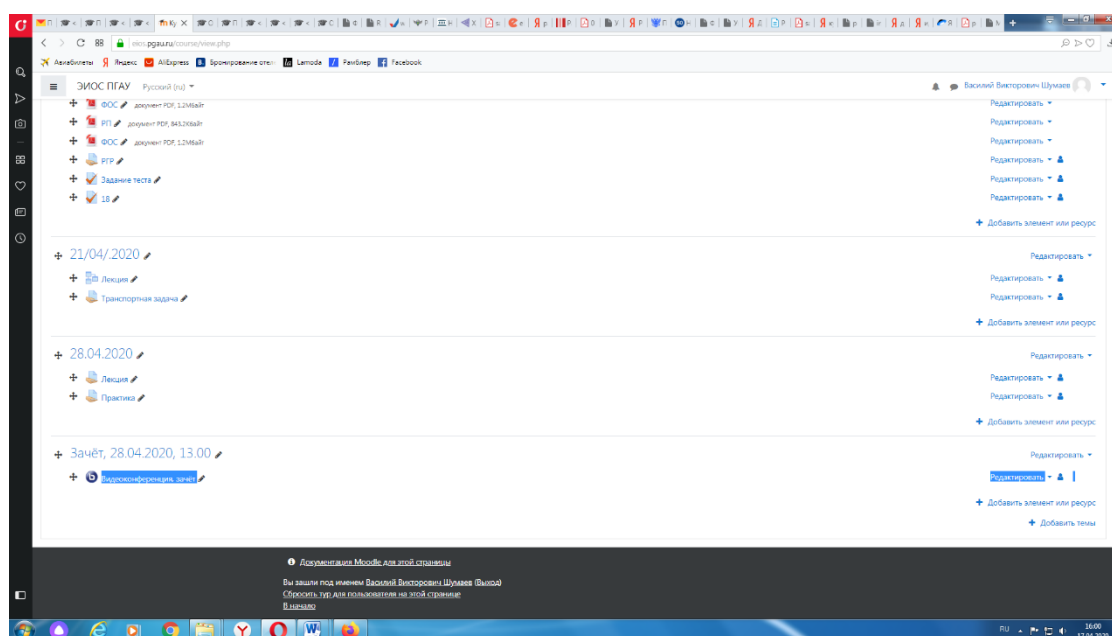 eios.pgau.ru/course/view.php
Авиабилеты Яндекс AliExpress Бронирование отел Lamoda Рамблер Facebook
ЭИОС ПГАУ Русский (ru) Василий Викторович Шумаев
ФОС документ PDF, 1.2Мбайт Редактировать
РП документ PDF, 843.2Кбайт Редактировать
ФОС документ PDF, 1.2Мбайт Редактировать
РГР Редактировать
Задание теста Редактировать
18 Редактировать
Добавить элемент или ресурс
21/04/.2020 Редактировать
Лекция Редактировать
Транспортная задача Редактировать
Добавить элемент или ресурс
28.04.2020 Редактировать
Лекция Редактировать
Практика Редактировать
Добавить элемент или ресурс
Зачёт, 28.04.2020, 13.00 Редактировать
Видеоконференция, зачёт Редактировать
Добавить элемент или ресурс
Добавить темы
Документация Moodle для этой страницы
Вы зашли под именем Василий Викторович Шумаев (Выход)
Сбросить тур для пользователя на этой странице
В начало
RU 16:00
17.04.2020